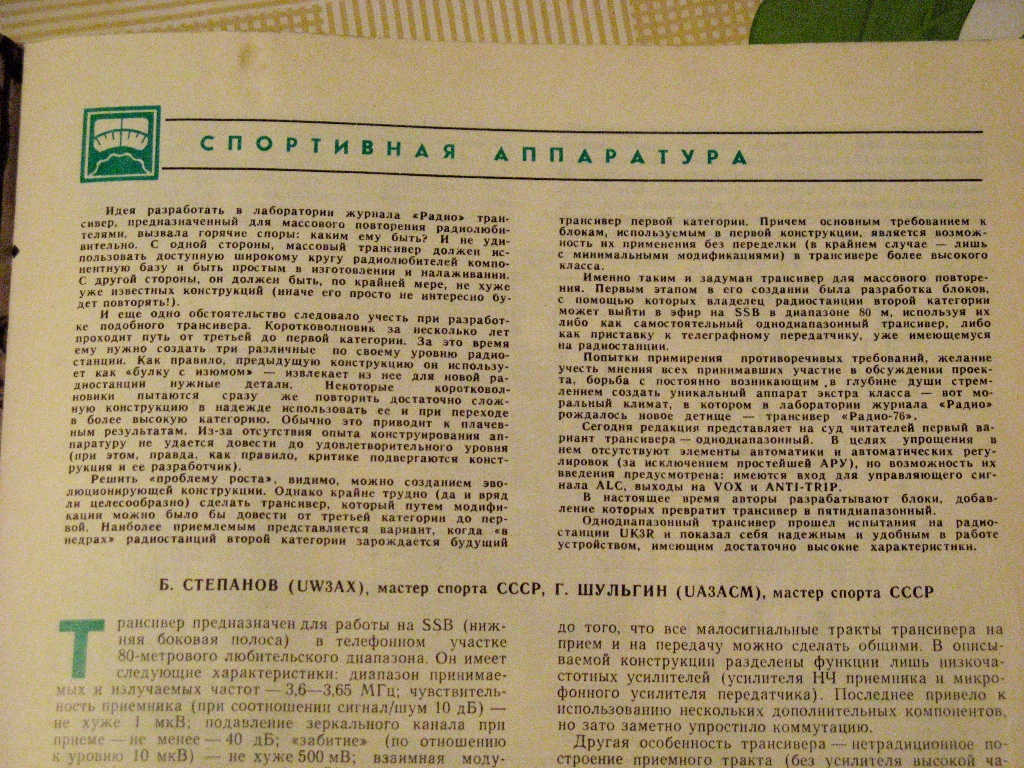 СПОРТИВНАЯ АППАРАТУРА
Идея разработать в лаборатории журнала «Радио» тран-
сивер, предназначенный для массового повторения радиолюби-
телями, вызвала горячие споры: каким ему быть? И не уди-
вительно. С одной стороны, массовый трансивер должен ис-
пользовать доступную широкому кругу радиолюбителей компо-
нентную базу и быть простым в изготовлении и налаживании.
С другой стороны, он должен быть, по крайней мере, не хуже
уже известных конструкций (иначе его просто не интересно бу-
дет повторять!).
И еще одно обстоятельство следовало учесть при разработ-
ке подобного трансивера. Коротковолновик за несколько лет
проходит путь от третьей до первой категории. За это время
ему нужно создать три различные по своему уровню радио-
станции. Как правило, предыдущую конструкцию он использу-
ет как «булку с изюмом» — извлекает из нее для новой ра-
диостанции нужные детали. Некоторые коротковол-
новики пытаются сразу же повторить достаточно слож-
ную конструкцию в надежде использовать ее и при переходе
в более высокую категорию. Обычно это приводит к плачев-
ным результатам. Из-за отсутствия опыта конструирования ап-
паратуру не удается довести до удовлетворительного уровня
(при этом, правда, как правило, критике подвергаются конст-
рукция и ее разработчик).
Решить «проблему роста», видимо, можно созданием эво-
люционирующей конструкции. Однако крайне трудно (да и вряд
ли целесообразно) сделать трансивер, который путем модифи-
кации можно было бы довести от третьей категории до пер-
вой. Наиболее приемлемым представляется вариант, когда «в
недрах» радиостанций второй категории зарождается будущий
трансивер первой категории. Причем основным требованием к
блокам, используемым в первой конструкции, является возмож-
ность их применения без переделки (в крайнем случае — лишь
с минимальными модификациями) в трансивере более высокого
класса.
Именно таким и задуман трансивер для массового повторе-
ния. Первым этапом в его создании была разработка блоков,
с помощью которых владелец радиостанции второй категории
может выйти в эфир на SSB в диапазоне 80 м, используя их
либо как самостоятельный однодиапазонный трансивер, либо
как приставку к телеграфному передатчику, уже имеющемуся
на радиостанции.
Попытки примирения противоречивых требований, желание
учесть мнения всех принимавших участие в обсуждении проек-
та, борьба с постоянно возникающим в глубине души стрем-
лением создать уникальный аппарат экстра класса — вот мо-
ральный климат, в котором в лаборатории журнала «Радио»
рождалось новое детище — трансивер «Радио-76».
Сегодня редакция представляет на суд читателей первый ва-
риант трансивера — однодиапазонный. В целях упрощения в
нем отсутствуют элементы автоматики и автоматических регу-
лировок (за исключением простейшей АРУ), но возможность их
введения предусмотрена: имеются вход для управляющего сиг-
нала ALC, выходы на VOX и ANTI-TRIP.
В настоящее время авторы разрабатывают блоки, добав-
ление которых превратит трансивер в пятидиапазонный.
Однодиапазонный трансивер прошел испытания на радио-
станции UK3R и показал себя надежным и удобным в работе
устройством, имеющим достаточно высокие характеристики.
Б. СТЕПАНОВ (UW3AX), мастер спорта СССР, Г. ШУЛЬГИН (UA3ACM), мастер спорта СССР
Трансивер предназначен для работы на SSB (ниж-
няя боковая полоса) в телефонном участке
80-метрового любительского диапазона. Он имеет
следующие характеристики: диапазон принимае-
мых и излучаемых частот — 3,6—3,65 МГц; чувствитель-
ность приемника (при соотношении сигнал/шум 10 дБ) —
не хуже 1 мкВ; подавление зеркального канала при
приеме — не менее — 40 дБ; «забитие» (по отношению
к уровню 10 мкВ) — не хуже 500 мВ; взаимная моду-
до того, что все малосигнальные тракты трансивера на
прием и на передачу можно сделать общими. В описы-
ваемой конструкции разделены функции лишь низкоча-
стотных усилителей (усилителя НЧ приемника и микро-
фонного усилителя передатчика). Последнее привело к
использованию нескольких дополнительных компонентов,
но зато заметно упростило коммутацию.
Другая особенность трансивера — нетрадиционное по-
строение приемного тракта (без усилителя высокой ча-